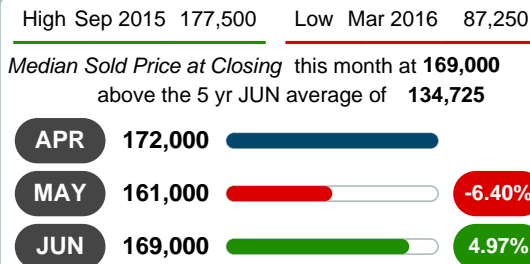 High Sep 2015 177,500 Low Mar 2016 87,250
Median Sold Price at Closing this month at 169,000
above the 5 yr JUN average of 134,725
APR 172,000
MAY 161,000 -6.40%
JUN 169,000 4.97%